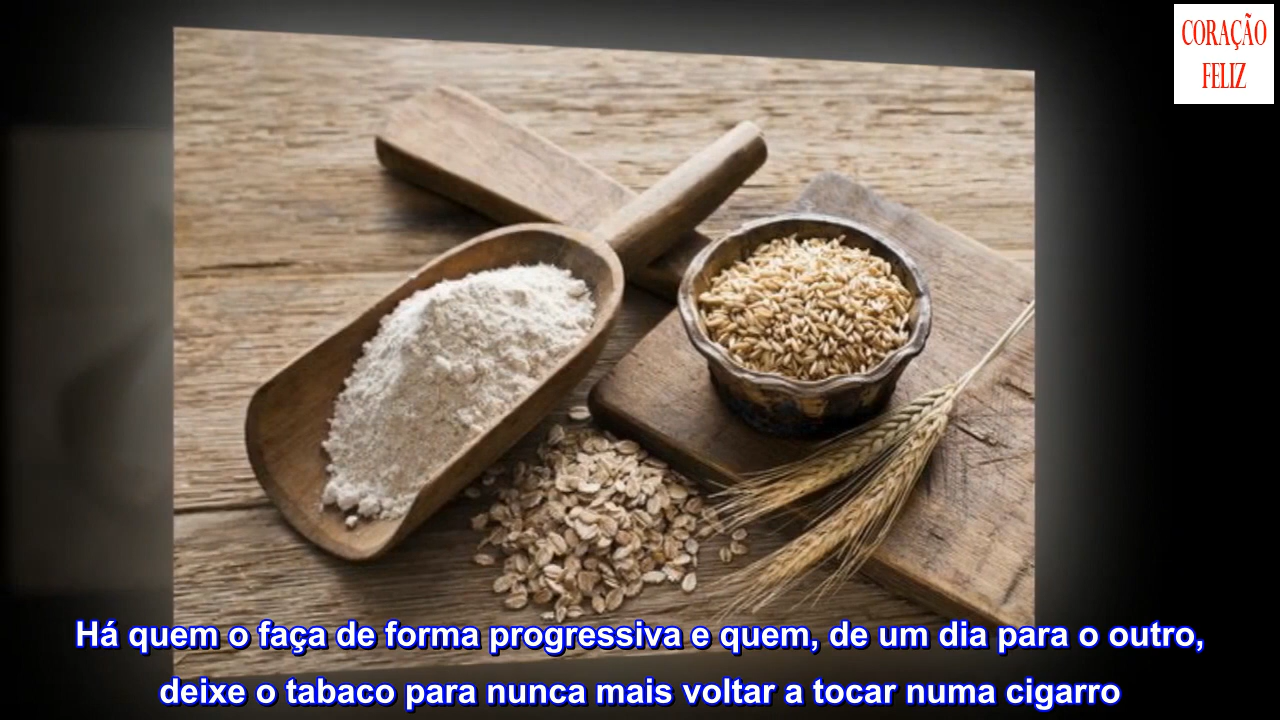 CORAÇÃO
FELIZ
Há quem o faça de forma progressiva e quem, de um dia para o outro,
deixe o tabaco para nunca mais voltar a tocar numa cigarro